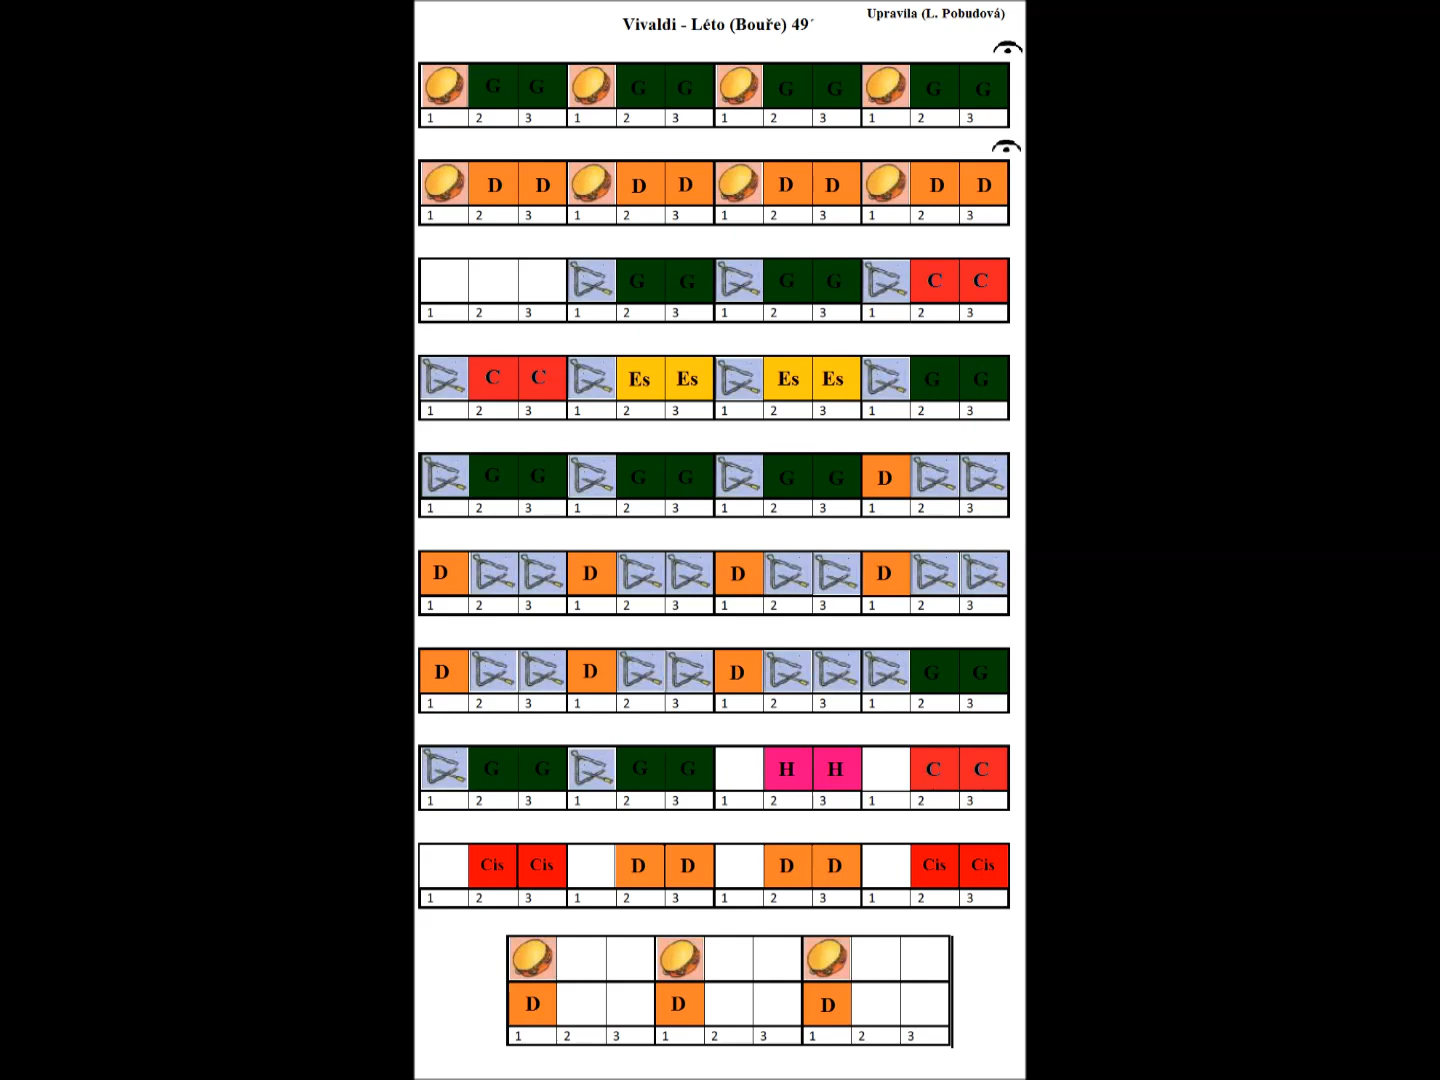 Upravila (L. Pobudová)
Vivaldi - Léto (Bouře) 49´
G G G G G G G G
1 2 3 1 2 3 1 2 3 1 2 3
D D D D D D D D
1 2 3 1 2 3 1 2 3 1 2 3
G G G G C C
1 2 3 1 2 3 1 2 3 1 2 3
C C Es Es Es Es G G
1 2 3 1 2 3 1 2 3 1 2 3
G G G G G G D
1 2 3 1 2 3 1 2 3 1 2 3
D D D D
1 2 3 1 2 3 1 2 3 1 2 3
D D D G G
1 2 3 1 2 3 1 2 3 1 2 3
G G G G H H C C
1 2 3 1 2 3 1 2 3 1 2 3
Cis Cis D D D D Cis Cis
1 2 3 1 2 3 1 2 3 1 2 3
D D D
1 2 3 1 2 3 1 2 3